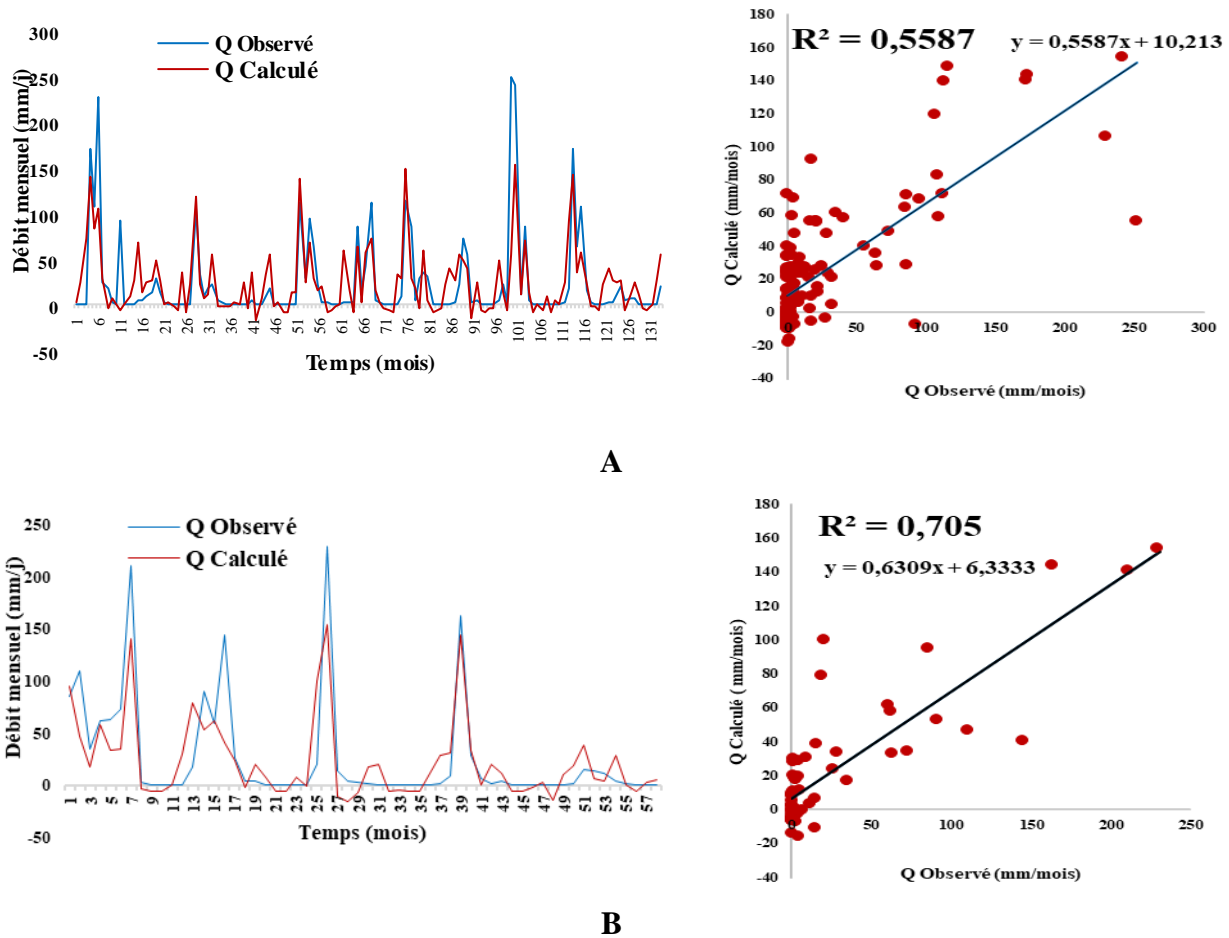 300
250
200
150
100
50
0
-50
Débit mensuel (mm/j)
Q Observé
Q Calculé
1 6 11 16 21 26 31 36 41 46 51 56 61 66 71 76 81 86 91 96 101 106 111 116 121 126 131
Temps (mois)
180
160
140
120
100
80
60
40
20
0
-20
-40
Q Calculé (mm/mois)
R² = 0,5587
y = 0,5587x + 10,213
0 50 100 150 200 250 300
Q Observé (mm/mois)
A
250
200
150
100
50
0
-50
Débit mensuel (mm/j)
Q Observé
Q Calculé
1 3 5 7 9 11 13 15 17 19 21 23 25 27 29 31 33 35 37 39 41 43 45 47 49 51 53 55 57
Temps (mois)
180
160
140
120
100
80
60
40
20
0
-20
-40
Q Calculé ( mm/mois)
R² = 0,705
y = 0,6309x + 6,3333
0 50 100 150 200 250
Q Observé (mm/mois)
B